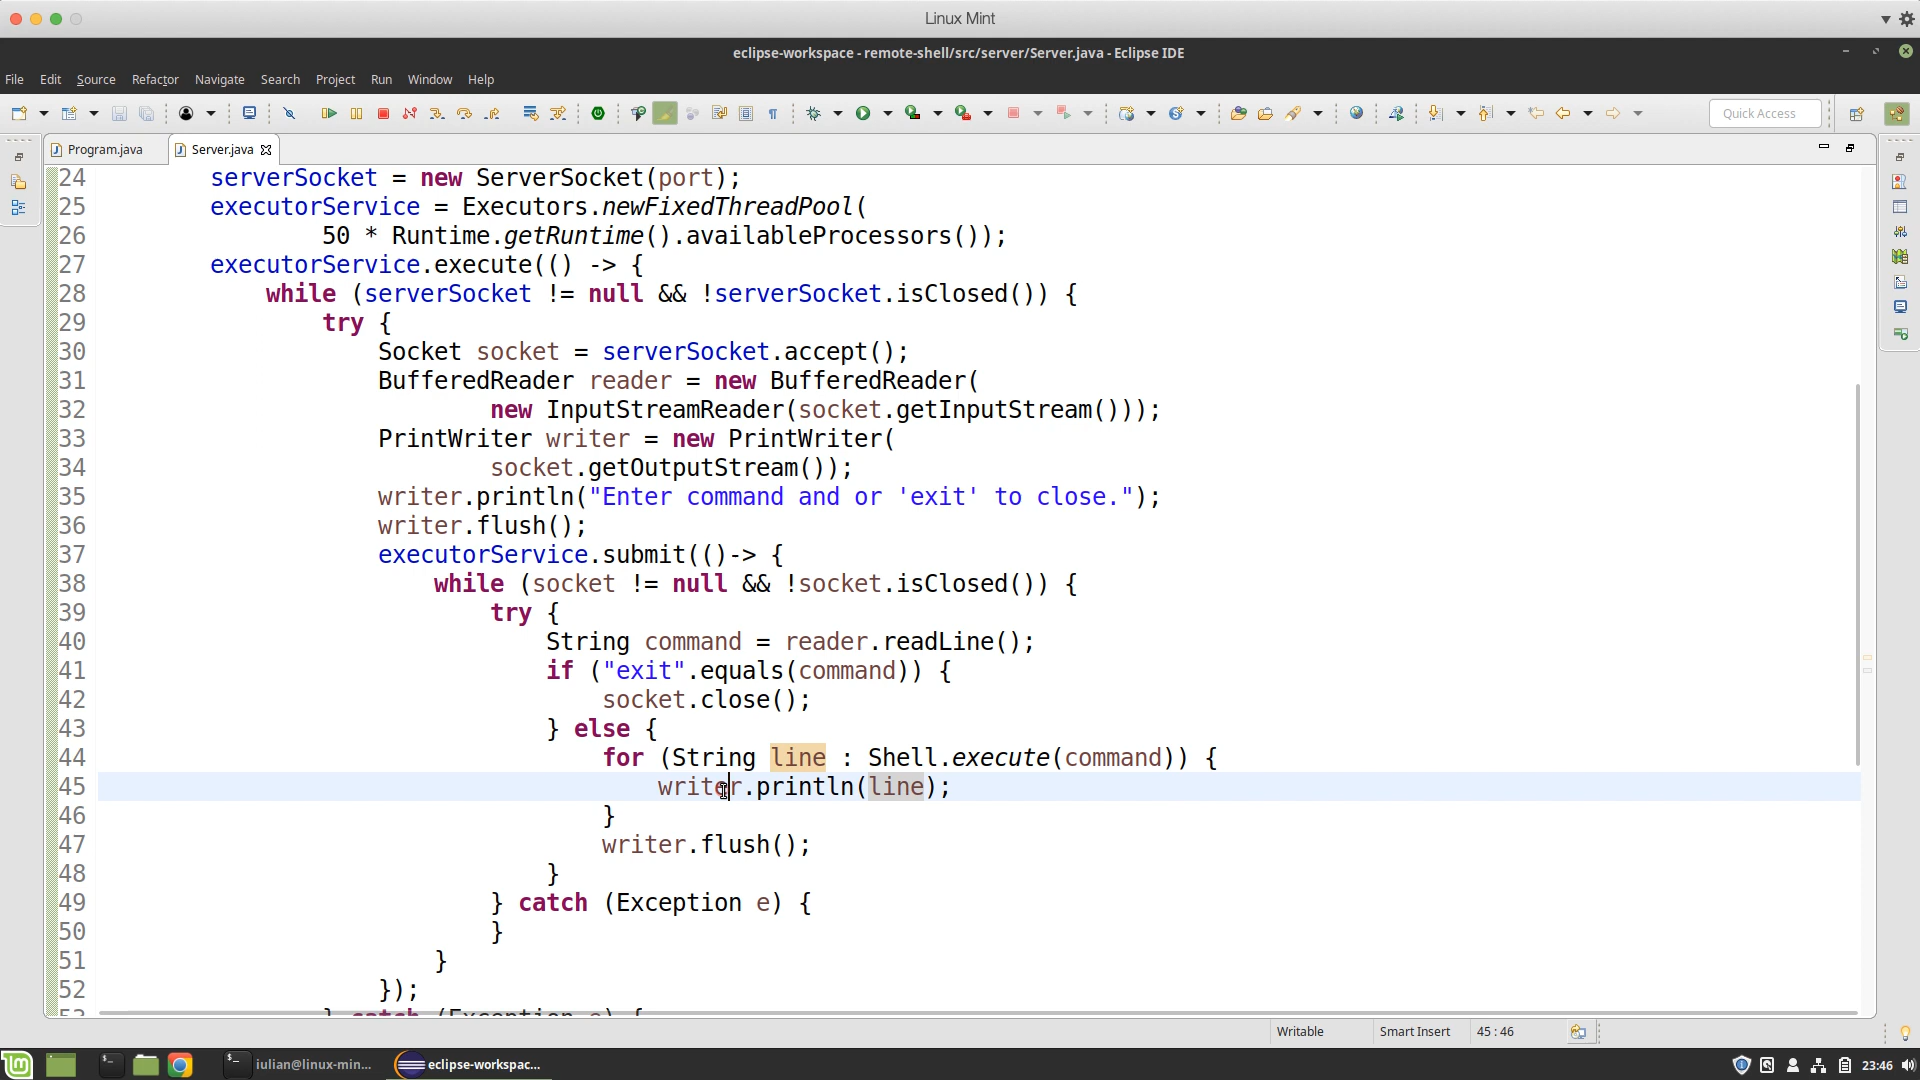 Linux Mint
eclipse-workspace - remote-shell/src/server/Server.java - Eclipse IDE
File Edit Source Refactor Navigate Search Project Run Window Help
Quick Access
Program.java Server.java
24 serverSocket = new ServerSocket(port);
25 executorService = Executors.newFixedThreadPool(
26 50 * Runtime.getRuntime().availableProcessors());
27 executorService.execute(() -> {
28 while (serverSocket != null && !serverSocket.isClosed()) {
29 try {
30 Socket socket = serverSocket.accept();
31 BufferedReader reader = new BufferedReader(
32 new InputStreamReader(socket.getInputStream()));
33 PrintWriter writer = new PrintWriter(
34 socket.getOutputStream());
35 writer.println("Enter command and or 'exit' to close.");
36 writer.flush();
37 executorService.submit(()-> {
38 while (socket != null && !socket.isClosed()) {
39 try {
40 String command = reader.readLine();
41 if ("exit".equals(command)) {
42 socket.close();
43 } else {
44 for (String line : Shell.execute(command)) {
45 writer.println(line);
46 }
47 writer.flush();
48 }
49 } catch (Exception e) {
50 }
51 }
52 });
53 } catch (Exception e) {
Writable Smart Insert 45 : 46
iulian@linux-min... eclipse-workspac... 23:46